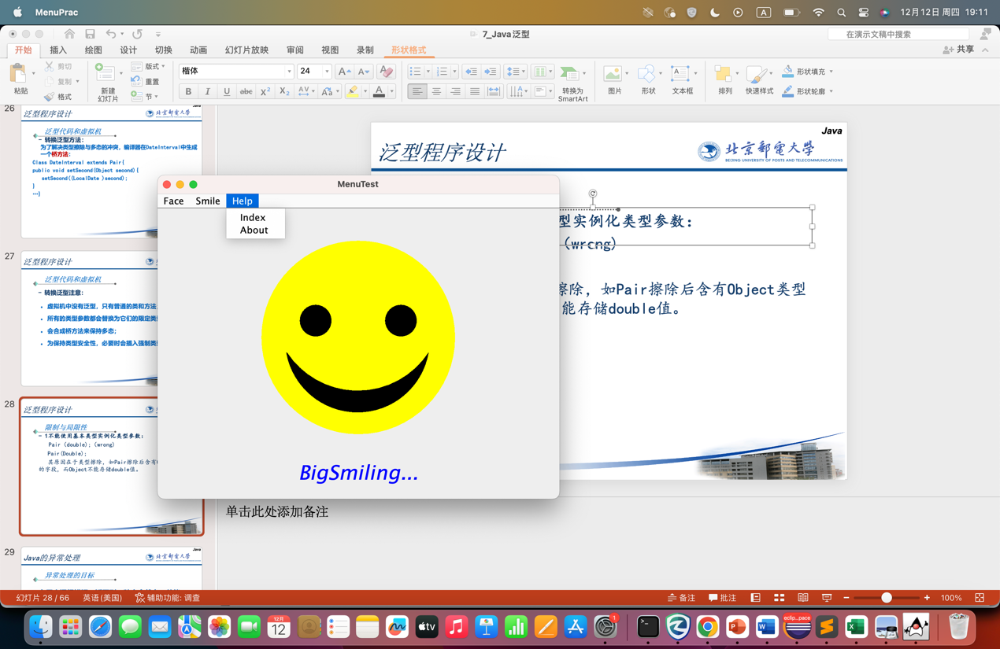 MenuPrac
A
12月12日 周四 19:11
7_Java泛型
在演示文稿中搜索
开始 插入 绘图 设计 切换 动画 幻灯片放映 审阅 视图 录制 形状格式
共享
粘贴
剪切
复制
格式
新建
幻灯片
版式
重置
节
楷体
24
B I U abc X² X₂ AV Aa A
转换为
SmartArt
图片
形状
文本框
排列
快速样式
形状填充
形状轮廓
26
泛型程序设计
北京邮电大学
泛型代码和虚拟机
– 转换泛型方法：
为了解决类型擦除与多态的冲突，编译器在DateInterval中生成
一个桥方法：
Class DateInterval extends Pair{
public void setSecond(Object second){
setSecond((LocalDate )second);
}
…}
27
泛型程序设计
泛型代码和虚拟机
– 转换泛型注意：
• 虚拟机中没有泛型，只有普通的类和方法
• 所有的类型参数都会替换为它们的限定类
• 会合成桥方法来保持多态；
• 为保持类型安全性，必要时会插入强制类
28
泛型程序设计
限制与局限性
– 1不能使用基本类型实例化类型参数：
Pair (double); (wrong)
Pair(Double);
其原因在于类型擦除，如Pair擦除后含有
的字段，而Object不能存储double值。
29
Java
Java的异常处理
北京邮电大学
异常处理的目标
Java
泛型程序设计
北京邮电大学
BEIJING UNIVERSITY OF POSTS AND TELECOMMUNICATIONS
型实例化类型参数：
(wrong)
擦除，如Pair擦除后含有Object类型
能存储double值。
MenuTest
Face Smile Help
Index
About
BigSmiling...
单击此处添加备注
幻灯片 28 / 66 英语(美国) 辅助功能: 调查
备注 批注
100%
12月
12
tv
1
eclip...pace
P
W
S
X